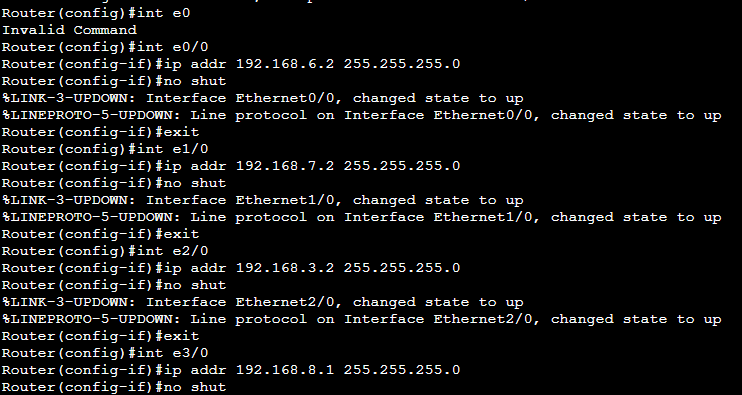 Router(config)#int e0
Invalid Command
Router(config)#int e0/0
Router(config-if)#ip addr 192.168.6.2 255.255.255.0
Router(config-if)#no shut
%LINK-3-UPDOWN: Interface Ethernet0/0, changed state to up
%LINEPROTO-5-UPDOWN: Line protocol on Interface Ethernet0/0, changed state to up
Router(config-if)#exit
Router(config)#int e1/0
Router(config-if)#ip addr 192.168.7.2 255.255.255.0
Router(config-if)#no shut
%LINK-3-UPDOWN: Interface Ethernet1/0, changed state to up
%LINEPROTO-5-UPDOWN: Line protocol on Interface Ethernet1/0, changed state to up
Router(config-if)#exit
Router(config)#int e2/0
Router(config-if)#ip addr 192.168.3.2 255.255.255.0
Router(config-if)#no shut
%LINK-3-UPDOWN: Interface Ethernet2/0, changed state to up
%LINEPROTO-5-UPDOWN: Line protocol on Interface Ethernet2/0, changed state to up
Router(config-if)#exit
Router(config)#int e3/0
Router(config-if)#ip addr 192.168.8.1 255.255.255.0
Router(config-if)#no shut